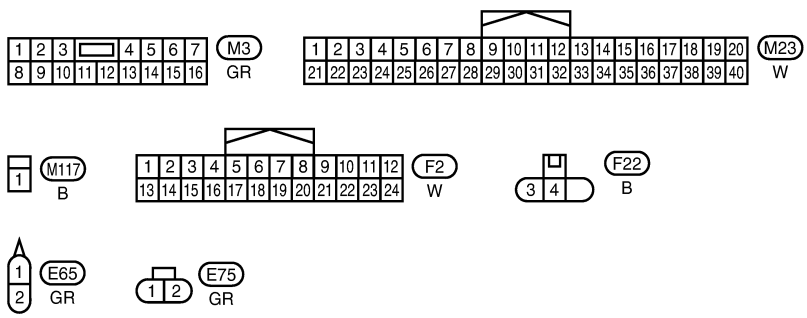 1 2 3 4 5 6 7 M3
8 9 10 11 12 13 14 15 16 GR
1 2 3 4 5 6 7 8 9 10 11 12 13 14 15 16 17 18 19 20 M23
21 22 23 24 25 26 27 28 29 30 31 32 33 34 35 36 37 38 39 40 W
1 M117
B
1 2 3 4 5 6 7 8 9 10 11 12 F2
13 14 15 16 17 18 19 20 21 22 23 24 W
3 4 F22
B
1 E65
2 GR
1 2 E75
GR